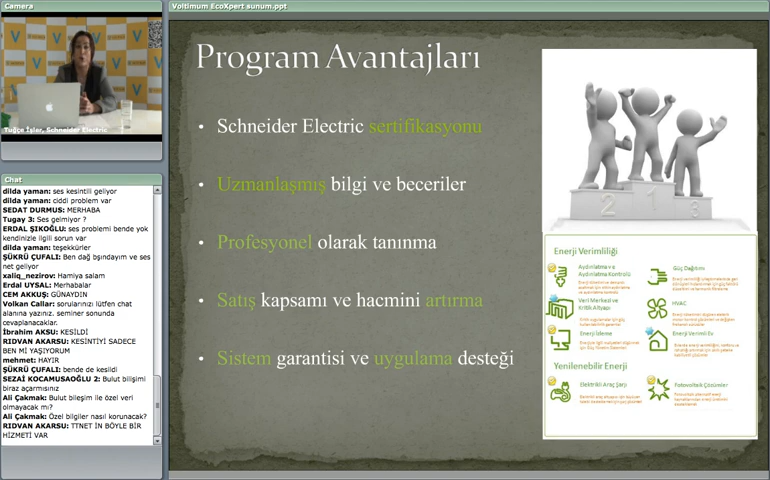 Camera
Voltimum EcoXpert sunum.ppt
Tuğçe İşler, Schneider Electric
Chat
dilda yaman: ses kesintili geliyor
dilda yaman: ciddi problem var
SEDAT DURMUS: MERHABA
Tugay 3: Ses gelmiyor ?
ERDAL ŞIKOĞLU: ses problemi bende yok
kendinizle ilgili sorun var
dilda yaman: teşekkürler
ŞÜKRÜ ÇUFALI: Ben dağ bşındayım ve ses
net geliyor
xaliq_nezirov: Hamiya salam
Erdal UYSAL: Merhabalar
CEM AKKUŞ: GÜNAYDIN
Volkan Callar: sorularınızı lütfen chat
alanına yazınız. seminer sonunda
cevaplanacaklar.
İbrahim AKSU: KESİLDİ
RIDVAN AKARSU: KESİNTİYİ SADECE
BEN Mİ YAŞIYORUM
mehmet: HAYIR
ŞÜKRÜ ÇUFALI: bende de kesildi
SEZAİ KOCAMUSAOĞLU 2: Bulut bilişimi
biraz açarmısınız
Ali Çakmak: Bulut bileşim ile özel veri
olmayacak mı?
Ali Çakmak: Özel bilgiler nasıl korunacak?
RIDVAN AKARSU: TTNET İN BÖYLE BİR
HİZMETİ VAR
Program Avantajları
• Schneider Electric sertifikasyonu
• Uzmanlaşmış bilgi ve beceriler
• Profesyonel olarak tanınma
• Satış kapsamı ve hacmini artırma
• Sistem garantisi ve uygulama desteği
2 1 3
Enerji Verimliliği
Aydınlatma ve
Aydınlatma Kontrolü
Güç Dağıtımı
Veri Merkezi ve
Kritik Altyapı
HVAC
Enerji İzleme
Enerji Verimli Ev
Yenilenebilir Enerji
Elektrikli Araç Şarjı
Fotovoltaik Çözümler